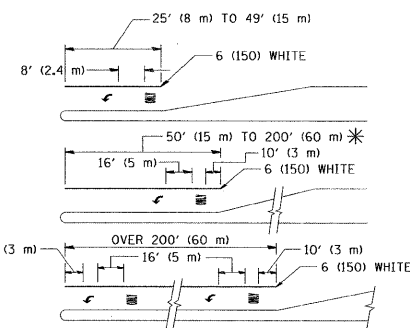 25' (8 m) TO 49' (15 m)
6 (150) WHITE
8' (2.4 m)
50' (15 m) TO 200' (60 m) *
16' (5 m)
10' (3 m)
6 (150) WHITE
OVER 200' (60 m)
(3 m)
16' (5 m)
10' (3 m)
6 (150) WHITE